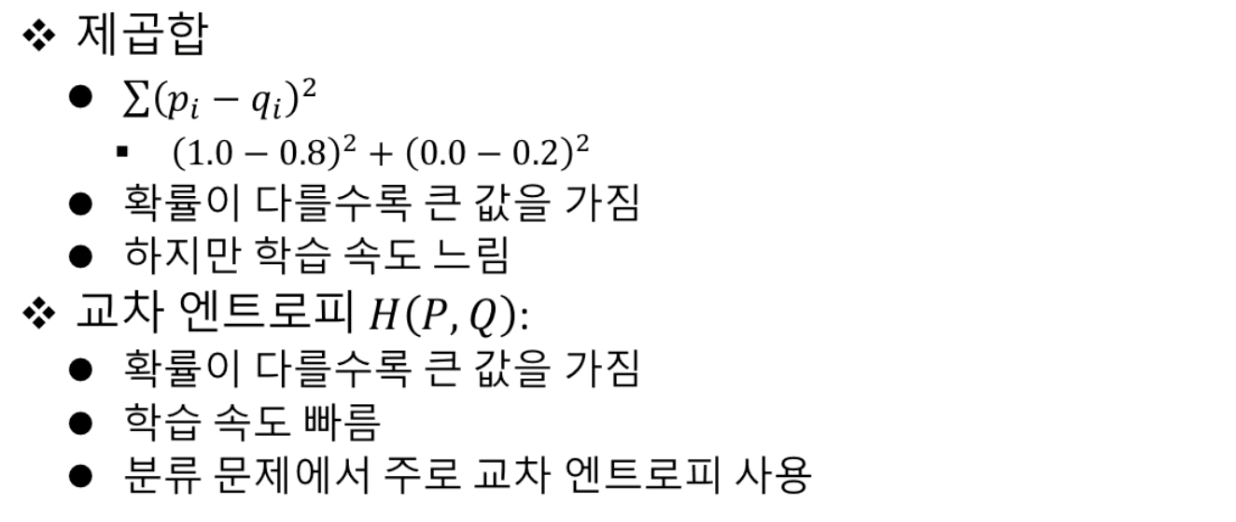 ❖ 제곱합
● ∑(pᵢ − qᵢ)²
▪ (1.0 − 0.8)² + (0.0 − 0.2)²
● 확률이 다를수록 큰 값을 가짐
● 하지만 학습 속도 느림
❖ 교차 엔트로피 H(P, Q):
● 확률이 다를수록 큰 값을 가짐
● 학습 속도 빠름
● 분류 문제에서 주로 교차 엔트로피 사용